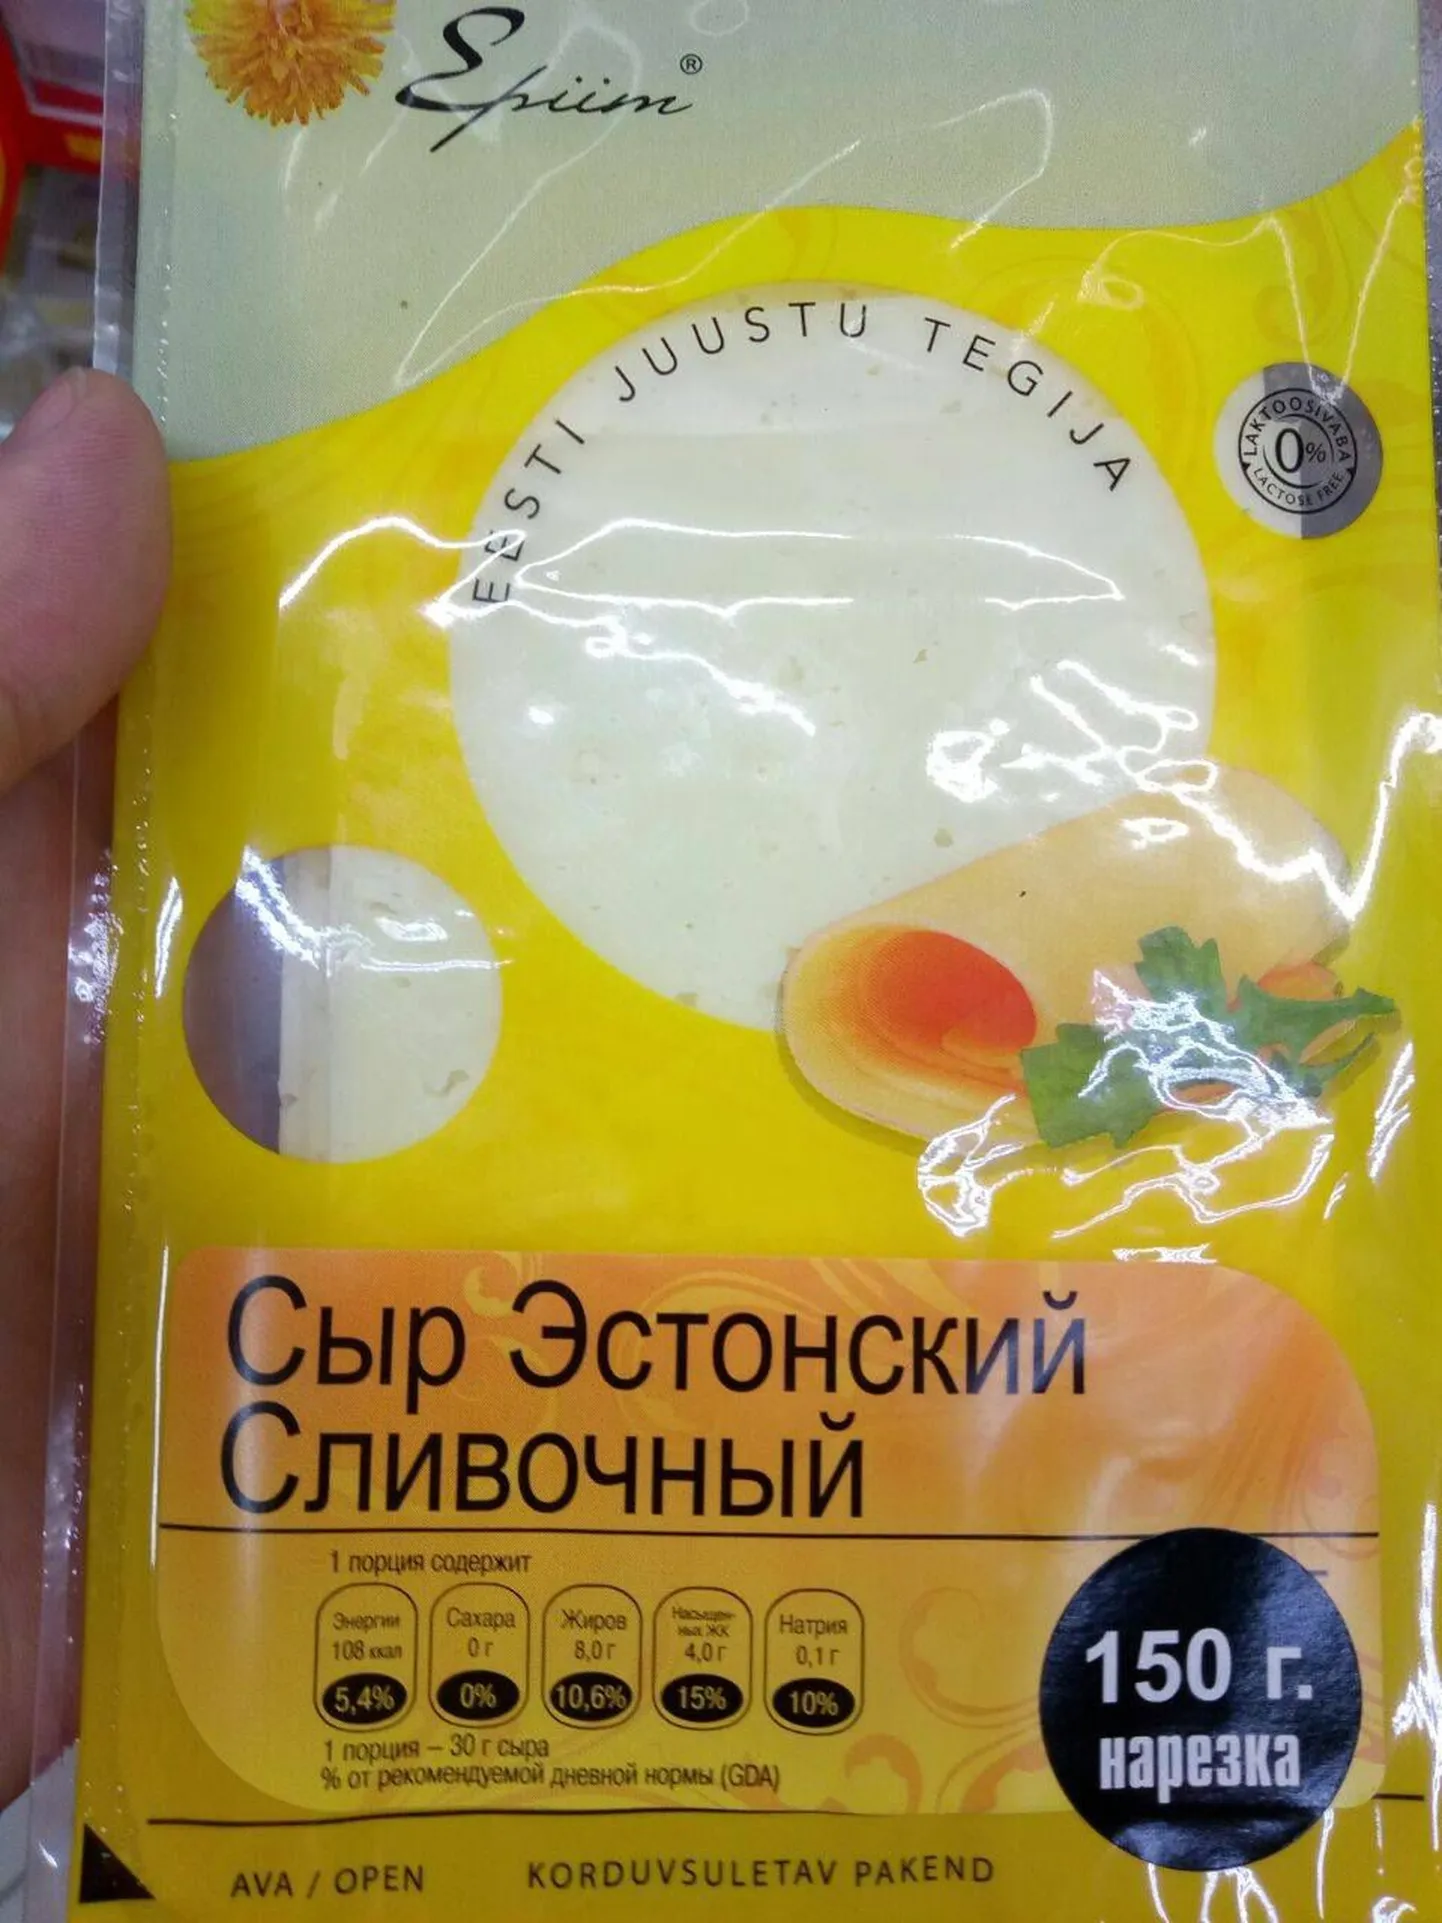 Epiim®
EESTI JUUSTU TEGIJA
LAKTOOSIVABA
0%
LACTOSE FREE
Сыр Эстонский
Сливочный
1 порция содержит
Энергии
108 ккал
5,4%
Сахара
0 г
0%
Жиров
8,0 г
10,6%
Насыщен-
ных ЖК
4,0 г
15%
Натрия
0,1 г
10%
1 порция – 30 г сыра
% от рекомендуемой дневной нормы (GDA)
150 г.
нарезка
AVA / OPEN
KORDUVSULETAV PAKEND